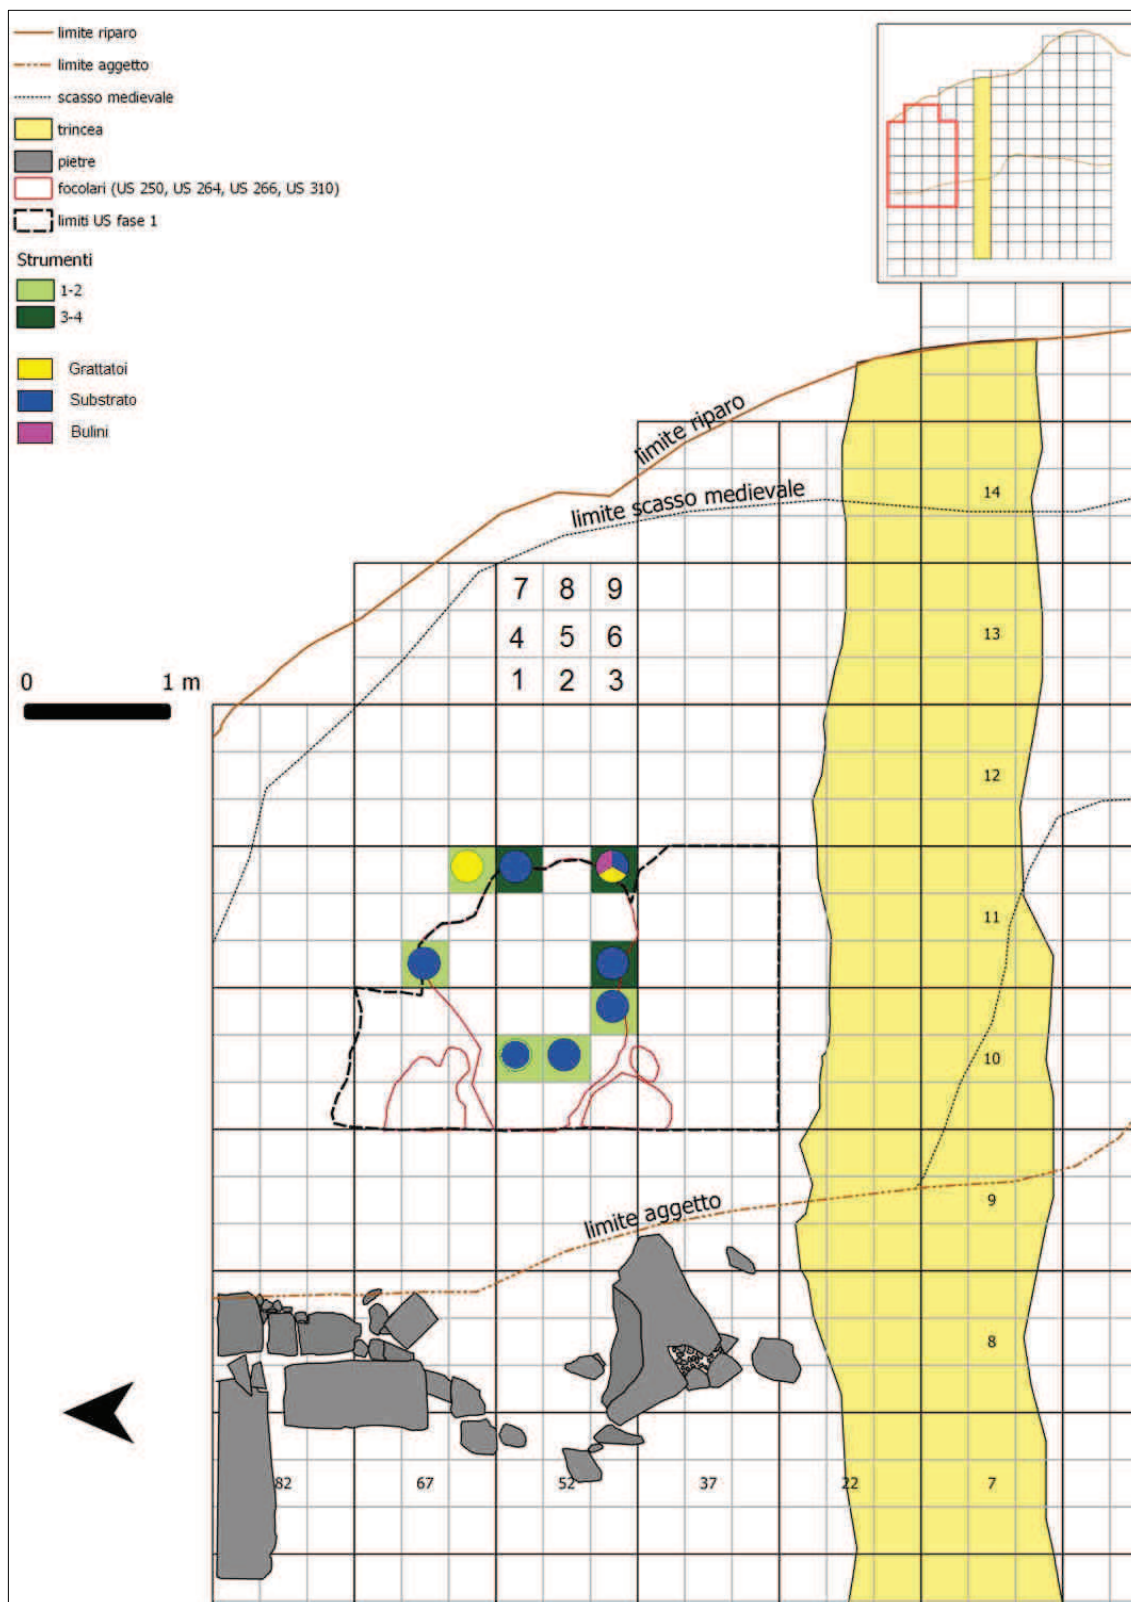 limite riparo
limite aggetto
scasso medievale
trincea
pietre
focolari (US 250, US 264, US 266, US 310)
limiti US fase 1
Strumenti
1-2
3-4
Grattatoi
Substrato
Bulini
limite riparo
limite scasso medievale
14
7 8 9
4 5 6
13
1 2 3
0 1 m
12
11
10
limite aggetto
9
8
82 67 52 37 22 7